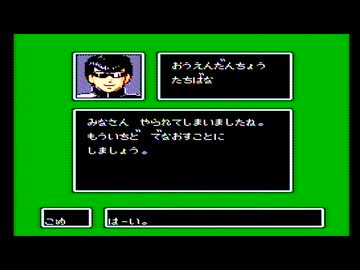 おうえんだんちょう
たちばな
みなさん やられてしまいましたね。
もういちど でなおすことに
しましょう。
こめ
はーい。